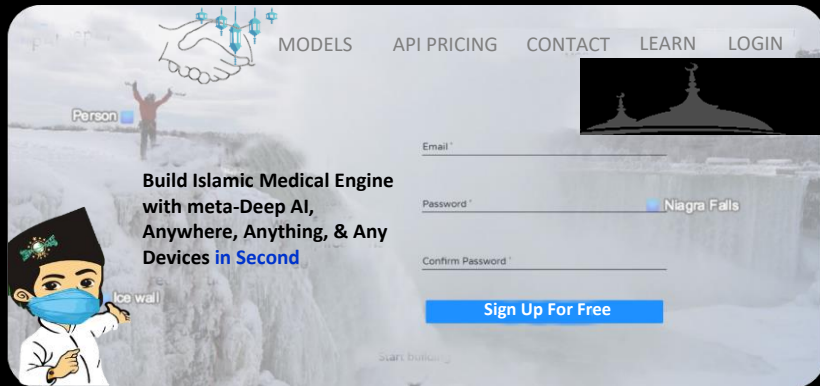 MODELS API PRICING CONTACT LEARN LOGIN
Person
Email *
Build Islamic Medical Engine
with meta-Deep AI,
Anywhere, Anything, & Any
Devices in Second
Password *
Niagra Falls
Confirm Password *
Ice wall
Sign Up For Free
Start building